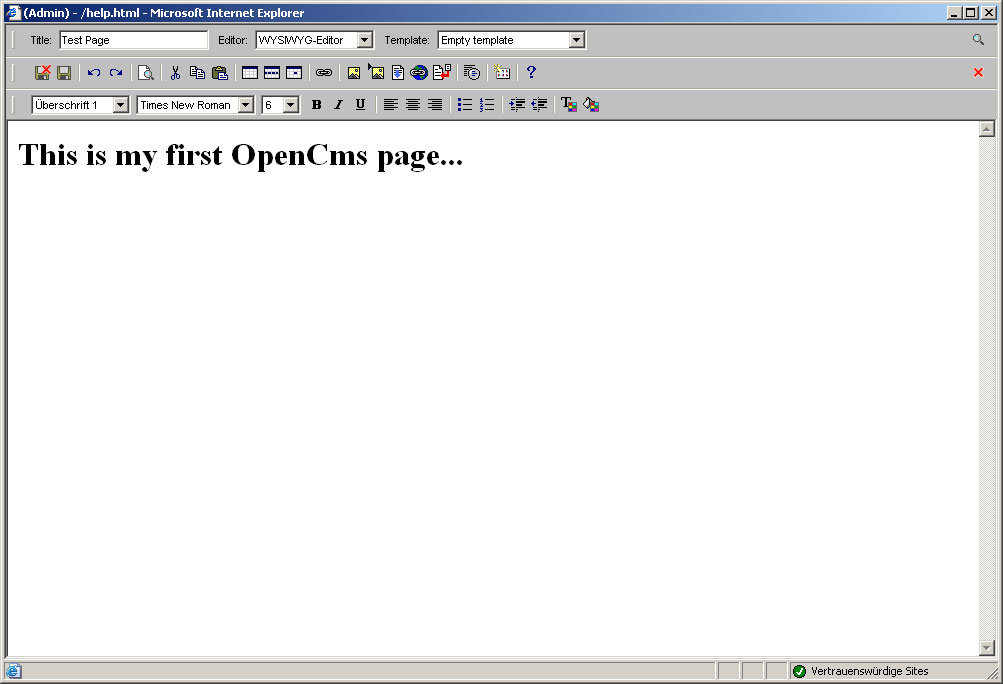 (Admin) - /help.html - Microsoft Internet Explorer
Title: Test Page Editor: WYSIWYG-Editor Template: Empty template
?
Überschrift 1 Times New Roman 6 B I U
This is my first OpenCms page...
Vertrauenswürdige Sites